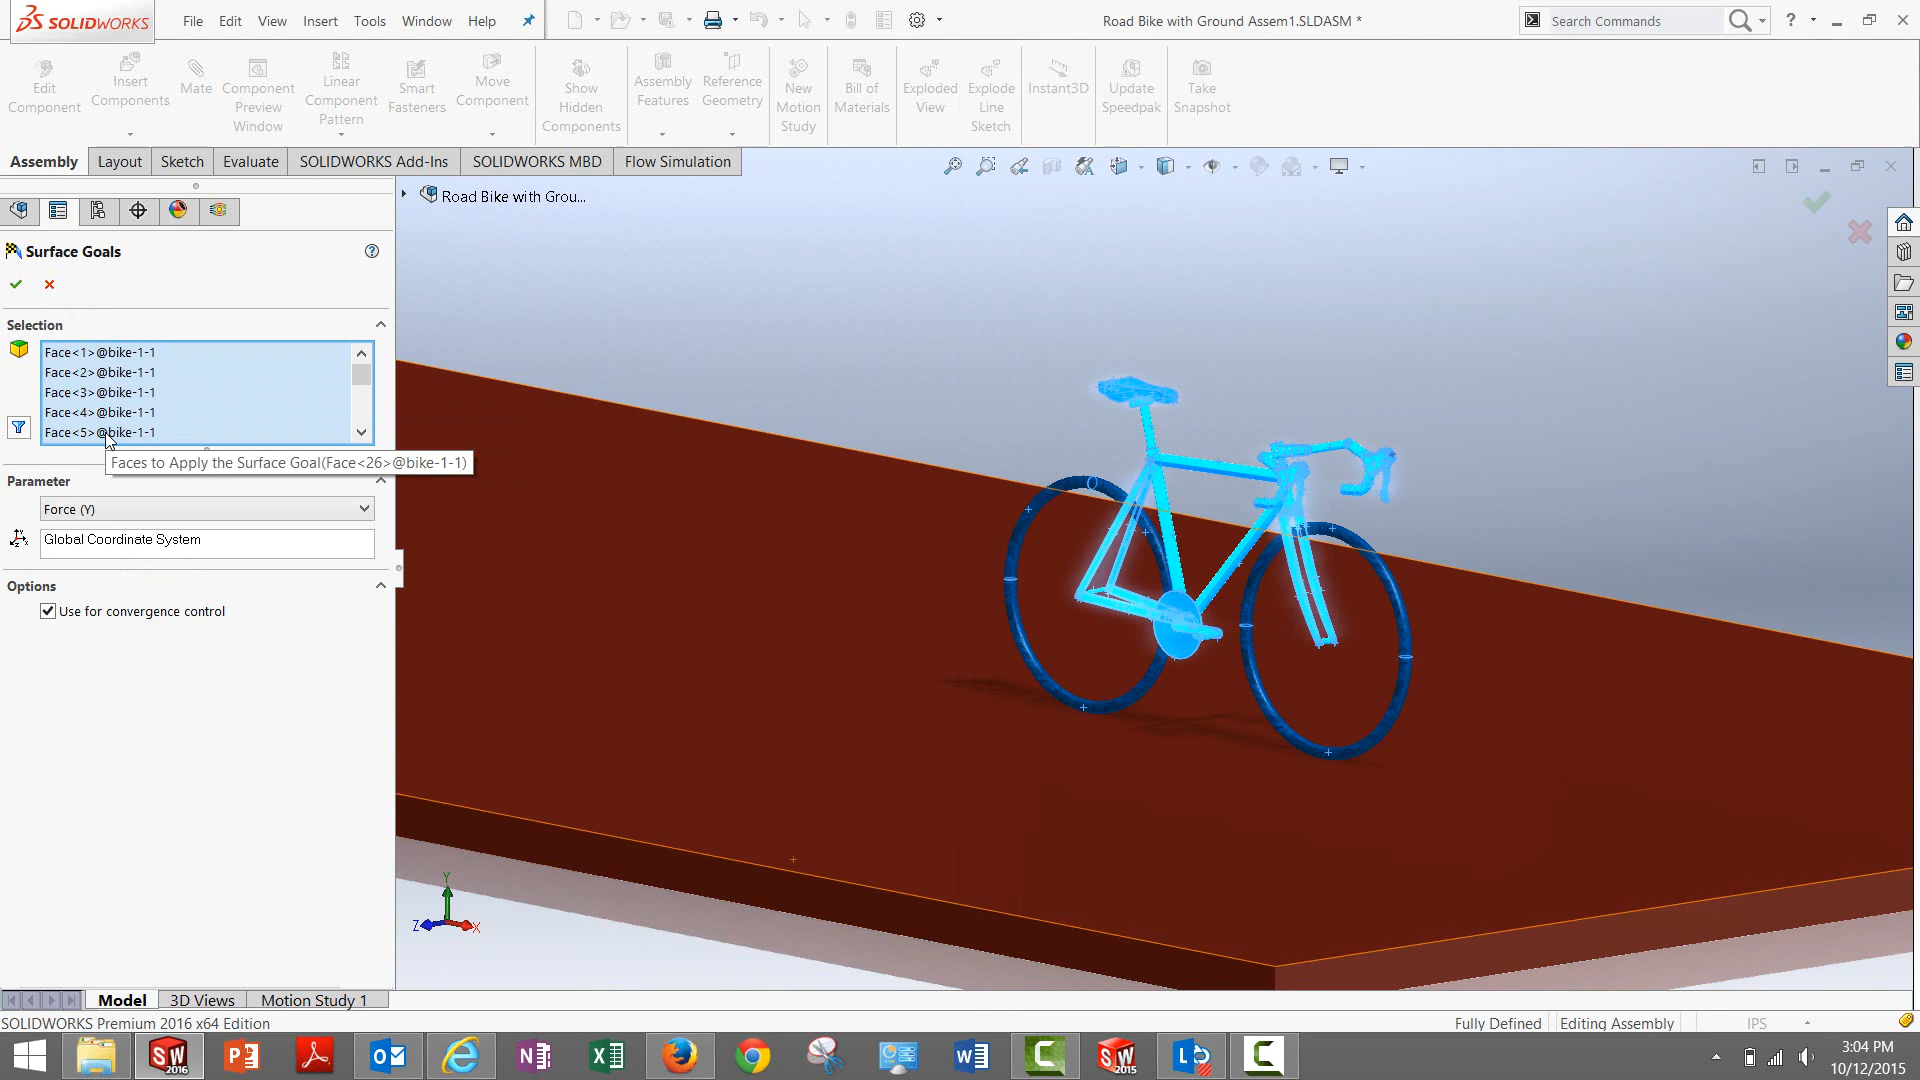 SOLIDWORKS File Edit View Insert Tools Window Help Road Bike with Ground Assem1.SLDASM * Search Commands ?
Edit Component
Insert Components
Mate
Component Preview Window
Linear Component Pattern
Smart Fasteners
Move Component
Show Hidden Components
Assembly Features
Reference Geometry
New Motion Study
Bill of Materials
Exploded View
Explode Line Sketch
Instant3D
Update Speedpak
Take Snapshot
Assembly Layout Sketch Evaluate SOLIDWORKS Add-Ins SOLIDWORKS MBD Flow Simulation
Road Bike with Grou...
Surface Goals ?
Selection
Face<1>@bike-1-1
Face<2>@bike-1-1
Face<3>@bike-1-1
Face<4>@bike-1-1
Face<5>@bike-1-1
Faces to Apply the Surface Goal(Face<26>@bike-1-1)
Parameter
Force (Y)
Global Coordinate System
Options
Use for convergence control
Y
Z X
Model 3D Views Motion Study 1
SOLIDWORKS Premium 2016 x64 Edition Fully Defined Editing Assembly IPS
3:04 PM
10/12/2015
SW 2016
SW 2015